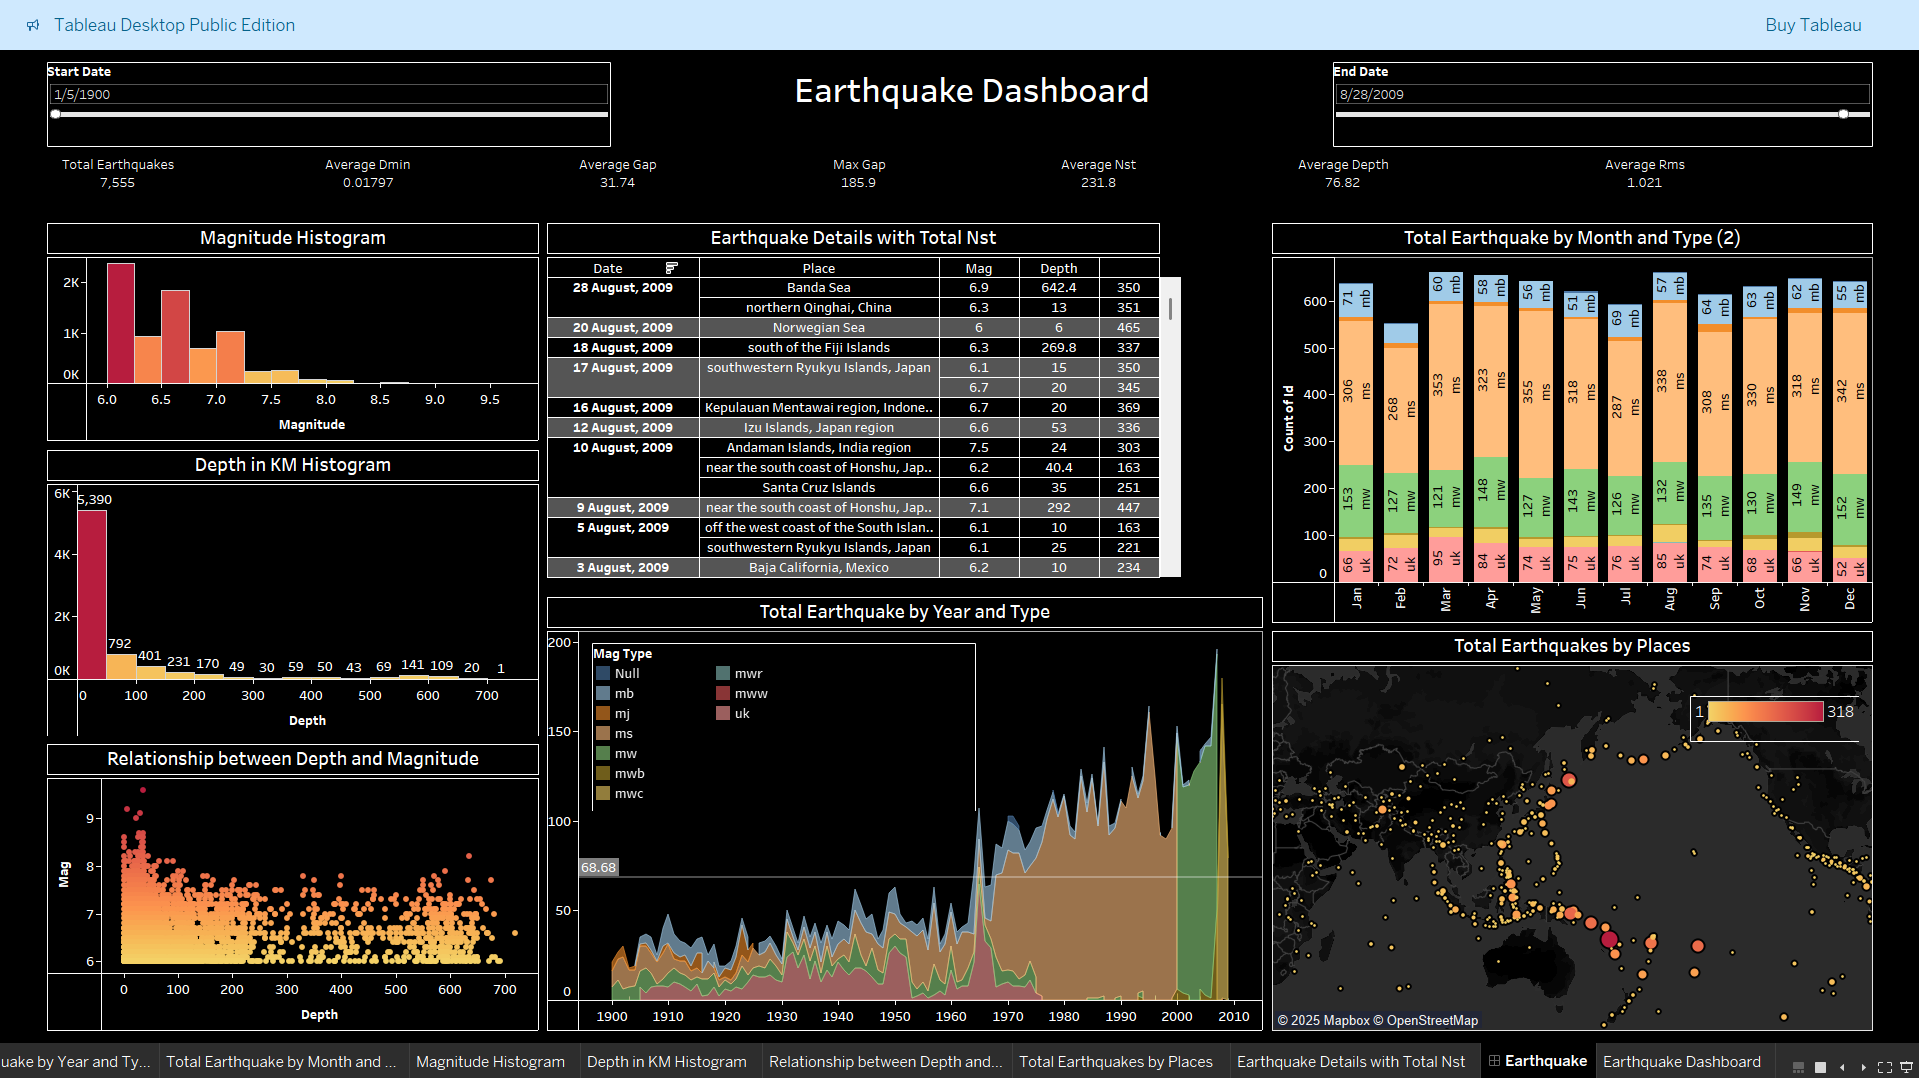 Tableau Desktop Public Edition
Buy Tableau
Start Date
1/5/1900
Earthquake Dashboard
End Date
8/28/2009
Total Earthquakes
7,555
Average Dmin
0.01797
Average Gap
31.74
Max Gap
185.9
Average Nst
231.8
Average Depth
76.82
Average Rms
1.021
Magnitude Histogram
2K
1K
0K
6.0 6.5 7.0 7.5 8.0 8.5 9.0 9.5
Magnitude
Depth in KM Histogram
6K
4K
2K
0K
5,390 792 401 231 170 49 30 59 50 43 69 141 109 20 1
0 100 200 300 400 500 600 700
Depth
Relationship between Depth and Magnitude
Mag
9
8
7
6
0 100 200 300 400 500 600 700
Depth
Earthquake Details with Total Nst
Date Place Mag Depth
28 August, 2009 Banda Sea 6.9 642.4 350
northern Qinghai, China 6.3 13 351
20 August, 2009 Norwegian Sea 6 6 465
18 August, 2009 south of the Fiji Islands 6.3 269.8 337
17 August, 2009 southwestern Ryukyu Islands, Japan 6.1 15 350
6.7 20 345
16 August, 2009 Kepulauan Mentawai region, Indone.. 6.7 20 369
12 August, 2009 Izu Islands, Japan region 6.6 53 336
10 August, 2009 Andaman Islands, India region 7.5 24 303
near the south coast of Honshu, Jap.. 6.2 40.4 163
Santa Cruz Islands 6.6 35 251
9 August, 2009 near the south coast of Honshu, Jap.. 7.1 292 447
5 August, 2009 off the west coast of the South Islan.. 6.1 10 163
southwestern Ryukyu Islands, Japan 6.1 25 221
3 August, 2009 Baja California, Mexico 6.2 10 234
Total Earthquake by Year and Type
200
150
100
50
0
68.68
Mag Type
Null
mb
mj
ms
mw
mwb
mwc
mwr
mww
uk
1900 1910 1920 1930 1940 1950 1960 1970 1980 1990 2000 2010
Total Earthquake by Month and Type (2)
Count of Id
600
500
400
300
200
100
0
71 mb 306 ms 153 mw 66 uk
268 ms 127 mw 72 uk
60 mb 353 ms 121 mw 95 uk
58 mb 323 ms 148 mw 84 uk
56 mb 355 ms 127 mw 74 uk
51 mb 318 ms 143 mw 75 uk
69 mb 287 ms 126 mw 76 uk
57 mb 338 ms 132 mw 85 uk
64 mb 308 ms 135 mw 74 uk
63 mb 330 ms 130 mw 68 uk
62 mb 318 ms 149 mw 66 uk
55 mb 342 ms 152 mw 52 uk
Jan Feb Mar Apr May Jun Jul Aug Sep Oct Nov Dec
Total Earthquakes by Places
1 318
© 2025 Mapbox © OpenStreetMap
uake by Year and Ty...
Total Earthquake by Month and ...
Magnitude Histogram
Depth in KM Histogram
Relationship between Depth and...
Total Earthquakes by Places
Earthquake Details with Total Nst
Earthquake
Earthquake Dashboard